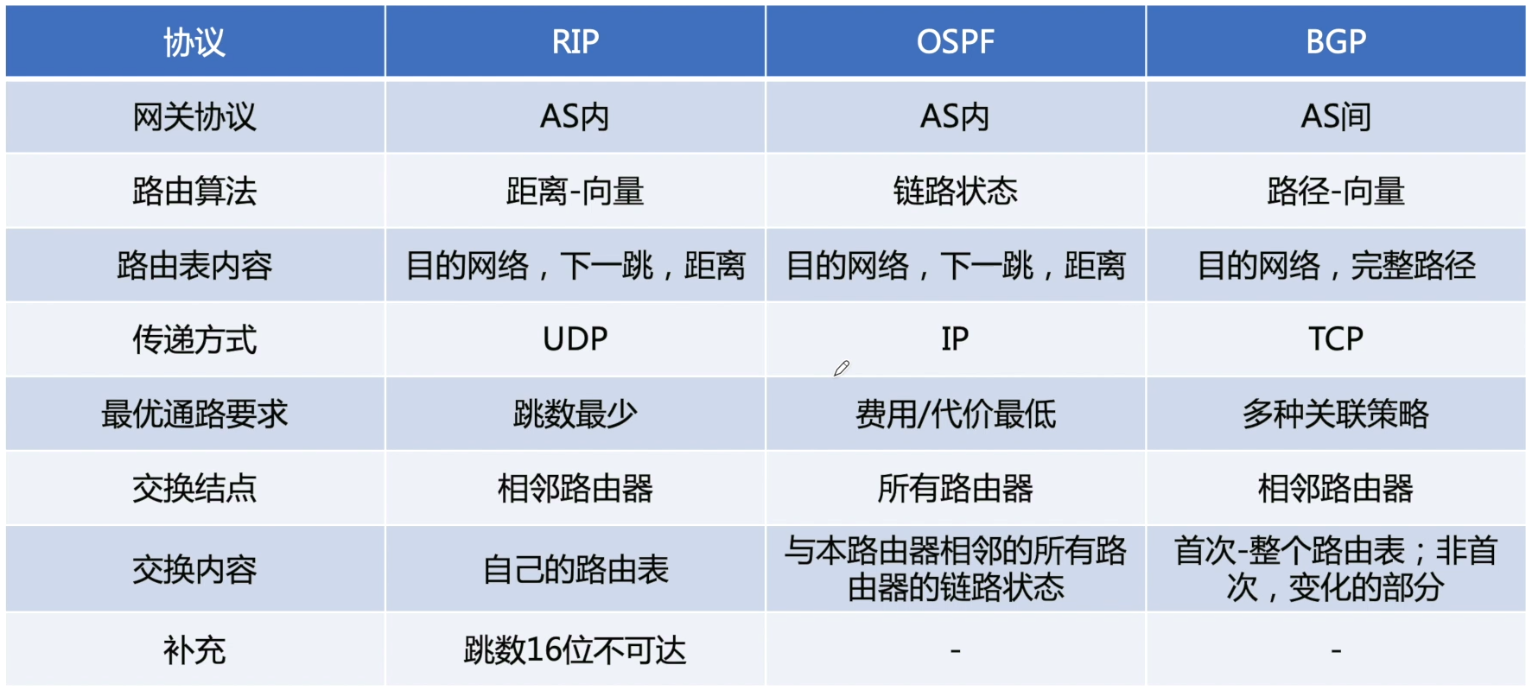 协议 RIP OSPF BGP
网关协议 AS内 AS内 AS间
路由算法 距离-向量 链路状态 路径-向量
路由表内容 目的网络，下一跳，距离 目的网络，下一跳，距离 目的网络，完整路径
传递方式 UDP IP TCP
最优通路要求 跳数最少 费用/代价最低 多种关联策略
交换结点 相邻路由器 所有路由器 相邻路由器
交换内容 自己的路由表 与本路由器相邻的所有路
由器的链路状态 首次-整个路由表；非首
次，变化的部分
补充 跳数16位不可达 - -